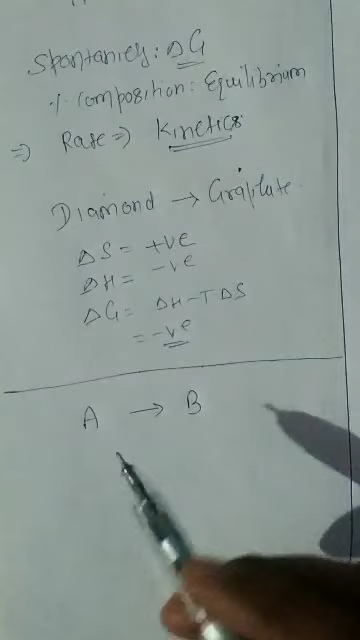 Spontaniety: ΔG
% Composition: Equilibrium
⇒ Rate ⇒ Kinetics
Diamond → Graphite
ΔS = +ve
ΔH = -ve
ΔG = ΔH-TΔS
= -ve
A → B